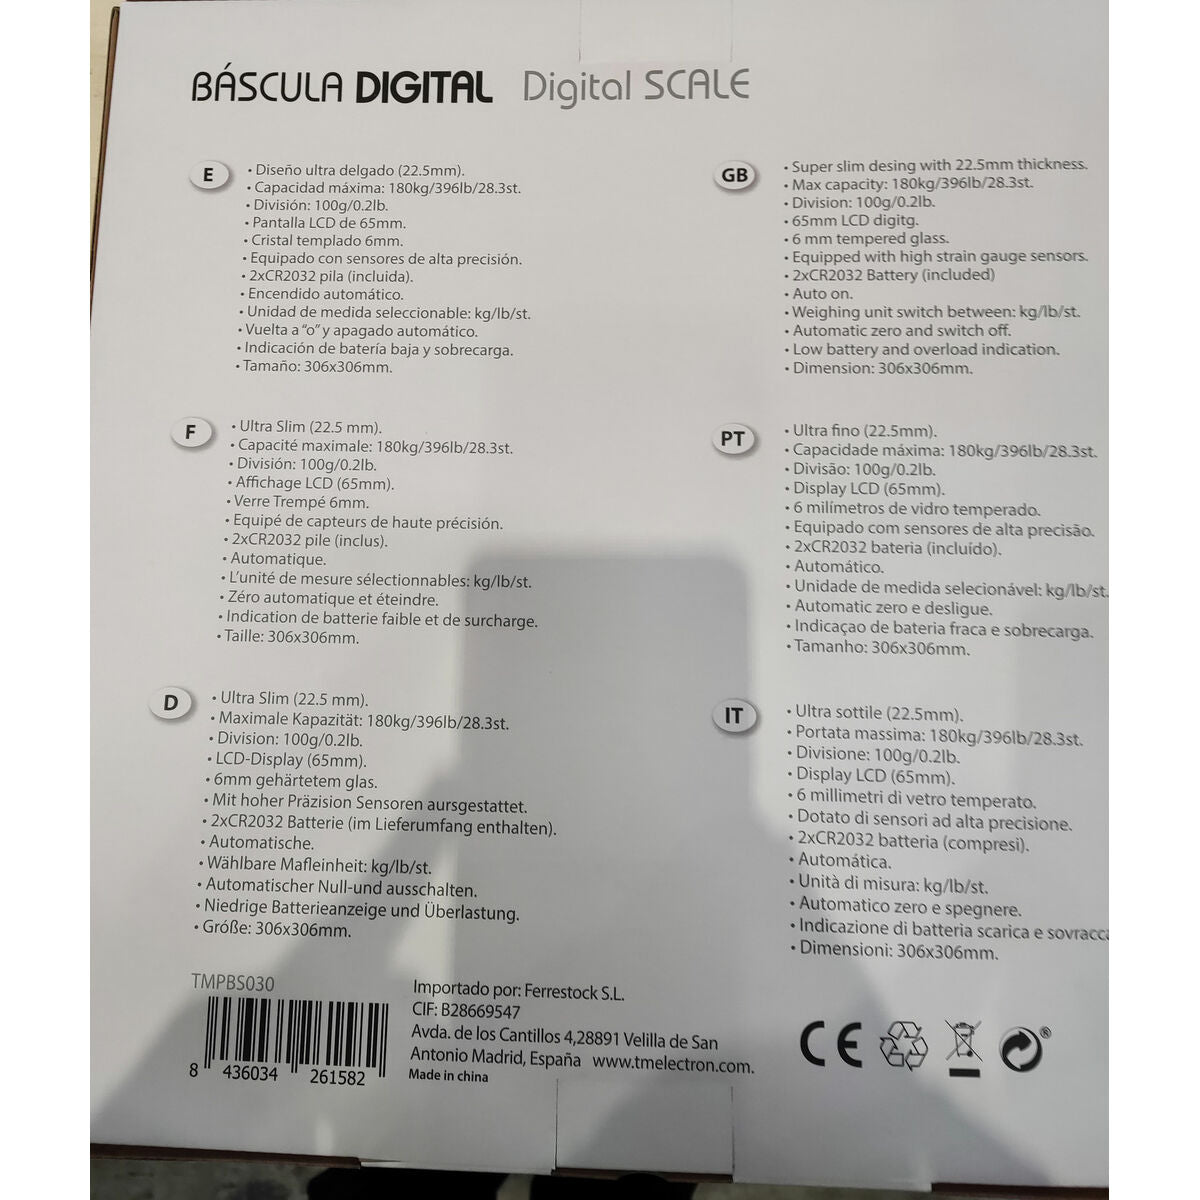 BÁSCULA DIGITAL Digital SCALE
E
• Diseño ultra delgado (22.5mm).
• Capacidad máxima: 180kg/396lb/28.3st.
• División: 100g/0.2lb.
• Pantalla LCD de 65mm.
• Cristal templado 6mm.
• Equipado con sensores de alta precisión.
• 2xCR2032 pila (incluida).
• Encendido automático.
• Unidad de medida seleccionable: kg/lb/st.
• Vuelta a "o" y apagado automático.
• Indicación de batería baja y sobrecarga.
• Tamaño: 306x306mm.
GB
• Super slim desing with 22.5mm thickness.
• Max capacity: 180kg/396lb/28.3st.
• Division: 100g/0.2lb.
• 65mm LCD digitg.
• 6 mm tempered glass.
• Equipped with high strain gauge sensors.
• 2xCR2032 Battery (included)
• Auto on.
• Weighing unit switch between: kg/lb/st.
• Automatic zero and switch off.
• Low battery and overload indication.
• Dimension: 306x306mm.
F
• Ultra Slim (22.5 mm).
• Capacité maximale: 180kg/396lb/28.3st.
• División: 100g/0.2lb.
• Affichage LCD (65mm).
• Verre Trempé 6mm.
• Equipé de capteurs de haute précisión.
• 2xCR2032 pile (inclus).
• Automatique.
• L'unité de mesure sélectionnables: kg/lb/st.
• Zéro automatique et éteindre.
• Indication de batterie faible et de surcharge.
• Taille: 306x306mm.
PT
• Ultra fino (22.5mm).
• Capacidade máxima: 180kg/396lb/28.3st.
• Divisão: 100g/0.2lb.
• Display LCD (65mm).
• 6 milímetros de vidro temperado.
• Equipado com sensores de alta precisão.
• 2xCR2032 bateria (incluído).
• Automático.
• Unidade de medida selecionável: kg/lb/st.
• Automatic zero e desligue.
• Indicaçao de bateria fraca e sobrecarga.
• Tamanho: 306x306mm.
D
• Ultra Slim (22.5 mm).
• Maximale Kapazität: 180kg/396lb/28.3st.
• Division: 100g/0.2lb.
• LCD-Display (65mm).
• 6mm gehärtetem glas.
• Mit hoher Präzision Sensoren aursgestattet.
• 2xCR2032 Batterie (im Lieferumfang enthalten).
• Automatische.
• Wählbare Mafleinheit: kg/lb/st.
• Automatischer Null-und ausschalten.
• Niedrige Batterieanzeige und Überlastung.
• Gróße: 306x306mm.
IT
• Ultra sottile (22.5mm).
• Portata massima: 180kg/396lb/28.3st.
• Divisione: 100g/0.2lb.
• Display LCD (65mm).
• 6 millimetri di vetro temperato.
• Dotato di sensori ad alta precisione.
• 2xCR2032 batteria (compresi).
• Automática.
• Unità di misura: kg/lb/st.
• Automatico zero e spegnere.
• Indicazione di batteria scarica e
• Dimensioni: 306x306mm.
TMPBS030
8 436034 261582
Importado por: Ferrestock S.L.
CIF: B28669547
Avda. de los Cantillos 4,28891 Velilla de San
Antonio Madrid, España www.tmelectron.com.
Made in china
CE
®